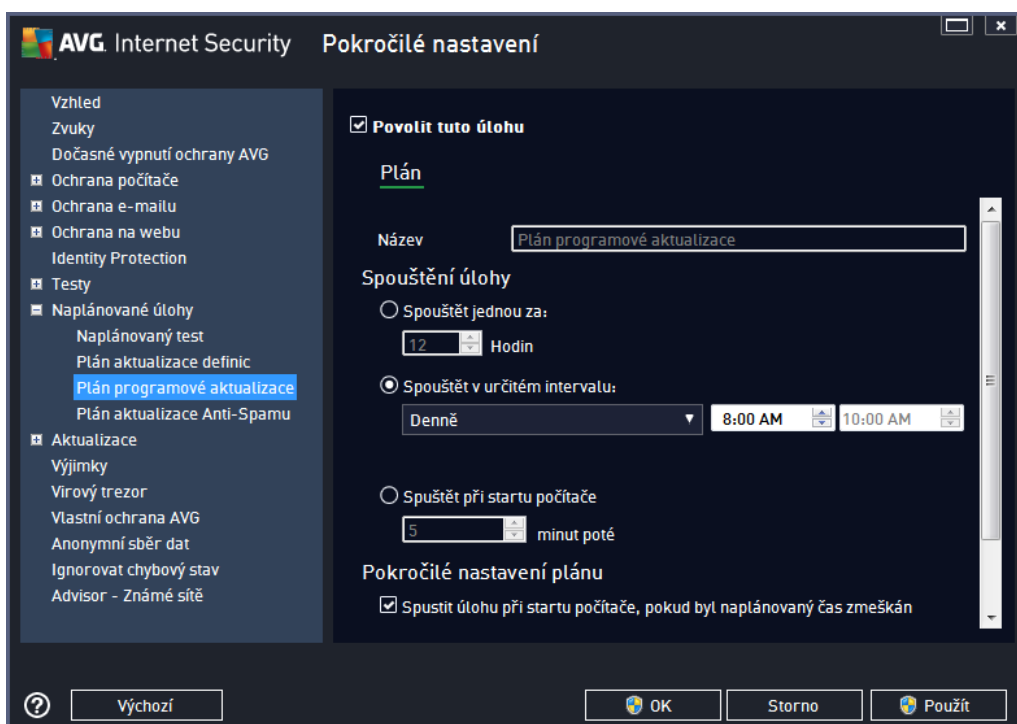 AVG. Internet Security Pokročilé nastavení
Vzhled
Zvuky
Dočasné vypnutí ochrany AVG
Ochrana počítače
Ochrana e-mailu
Ochrana na webu
Identity Protection
Testy
Naplánované úlohy
Naplánovaný test
Plán aktualizace definic
Plán programové aktualizace
Plán aktualizace Anti-Spamu
Aktualizace
Výjimky
Virový trezor
Vlastní ochrana AVG
Anonymní sběr dat
Ignorovat chybový stav
Advisor - Známé sítě
Povolit tuto úlohu
Plán
Název Plán programové aktualizace
Spouštění úlohy
Spouštět jednou za:
12 Hodin
Spouštět v určitém intervalu:
Denně 8:00 AM 10:00 AM
Spuštět při startu počítače
5 minut poté
Pokročilé nastavení plánu
Spustit úlohu při startu počítače, pokud byl naplánovaný čas zmeškán
? Výchozí OK Storno Použít